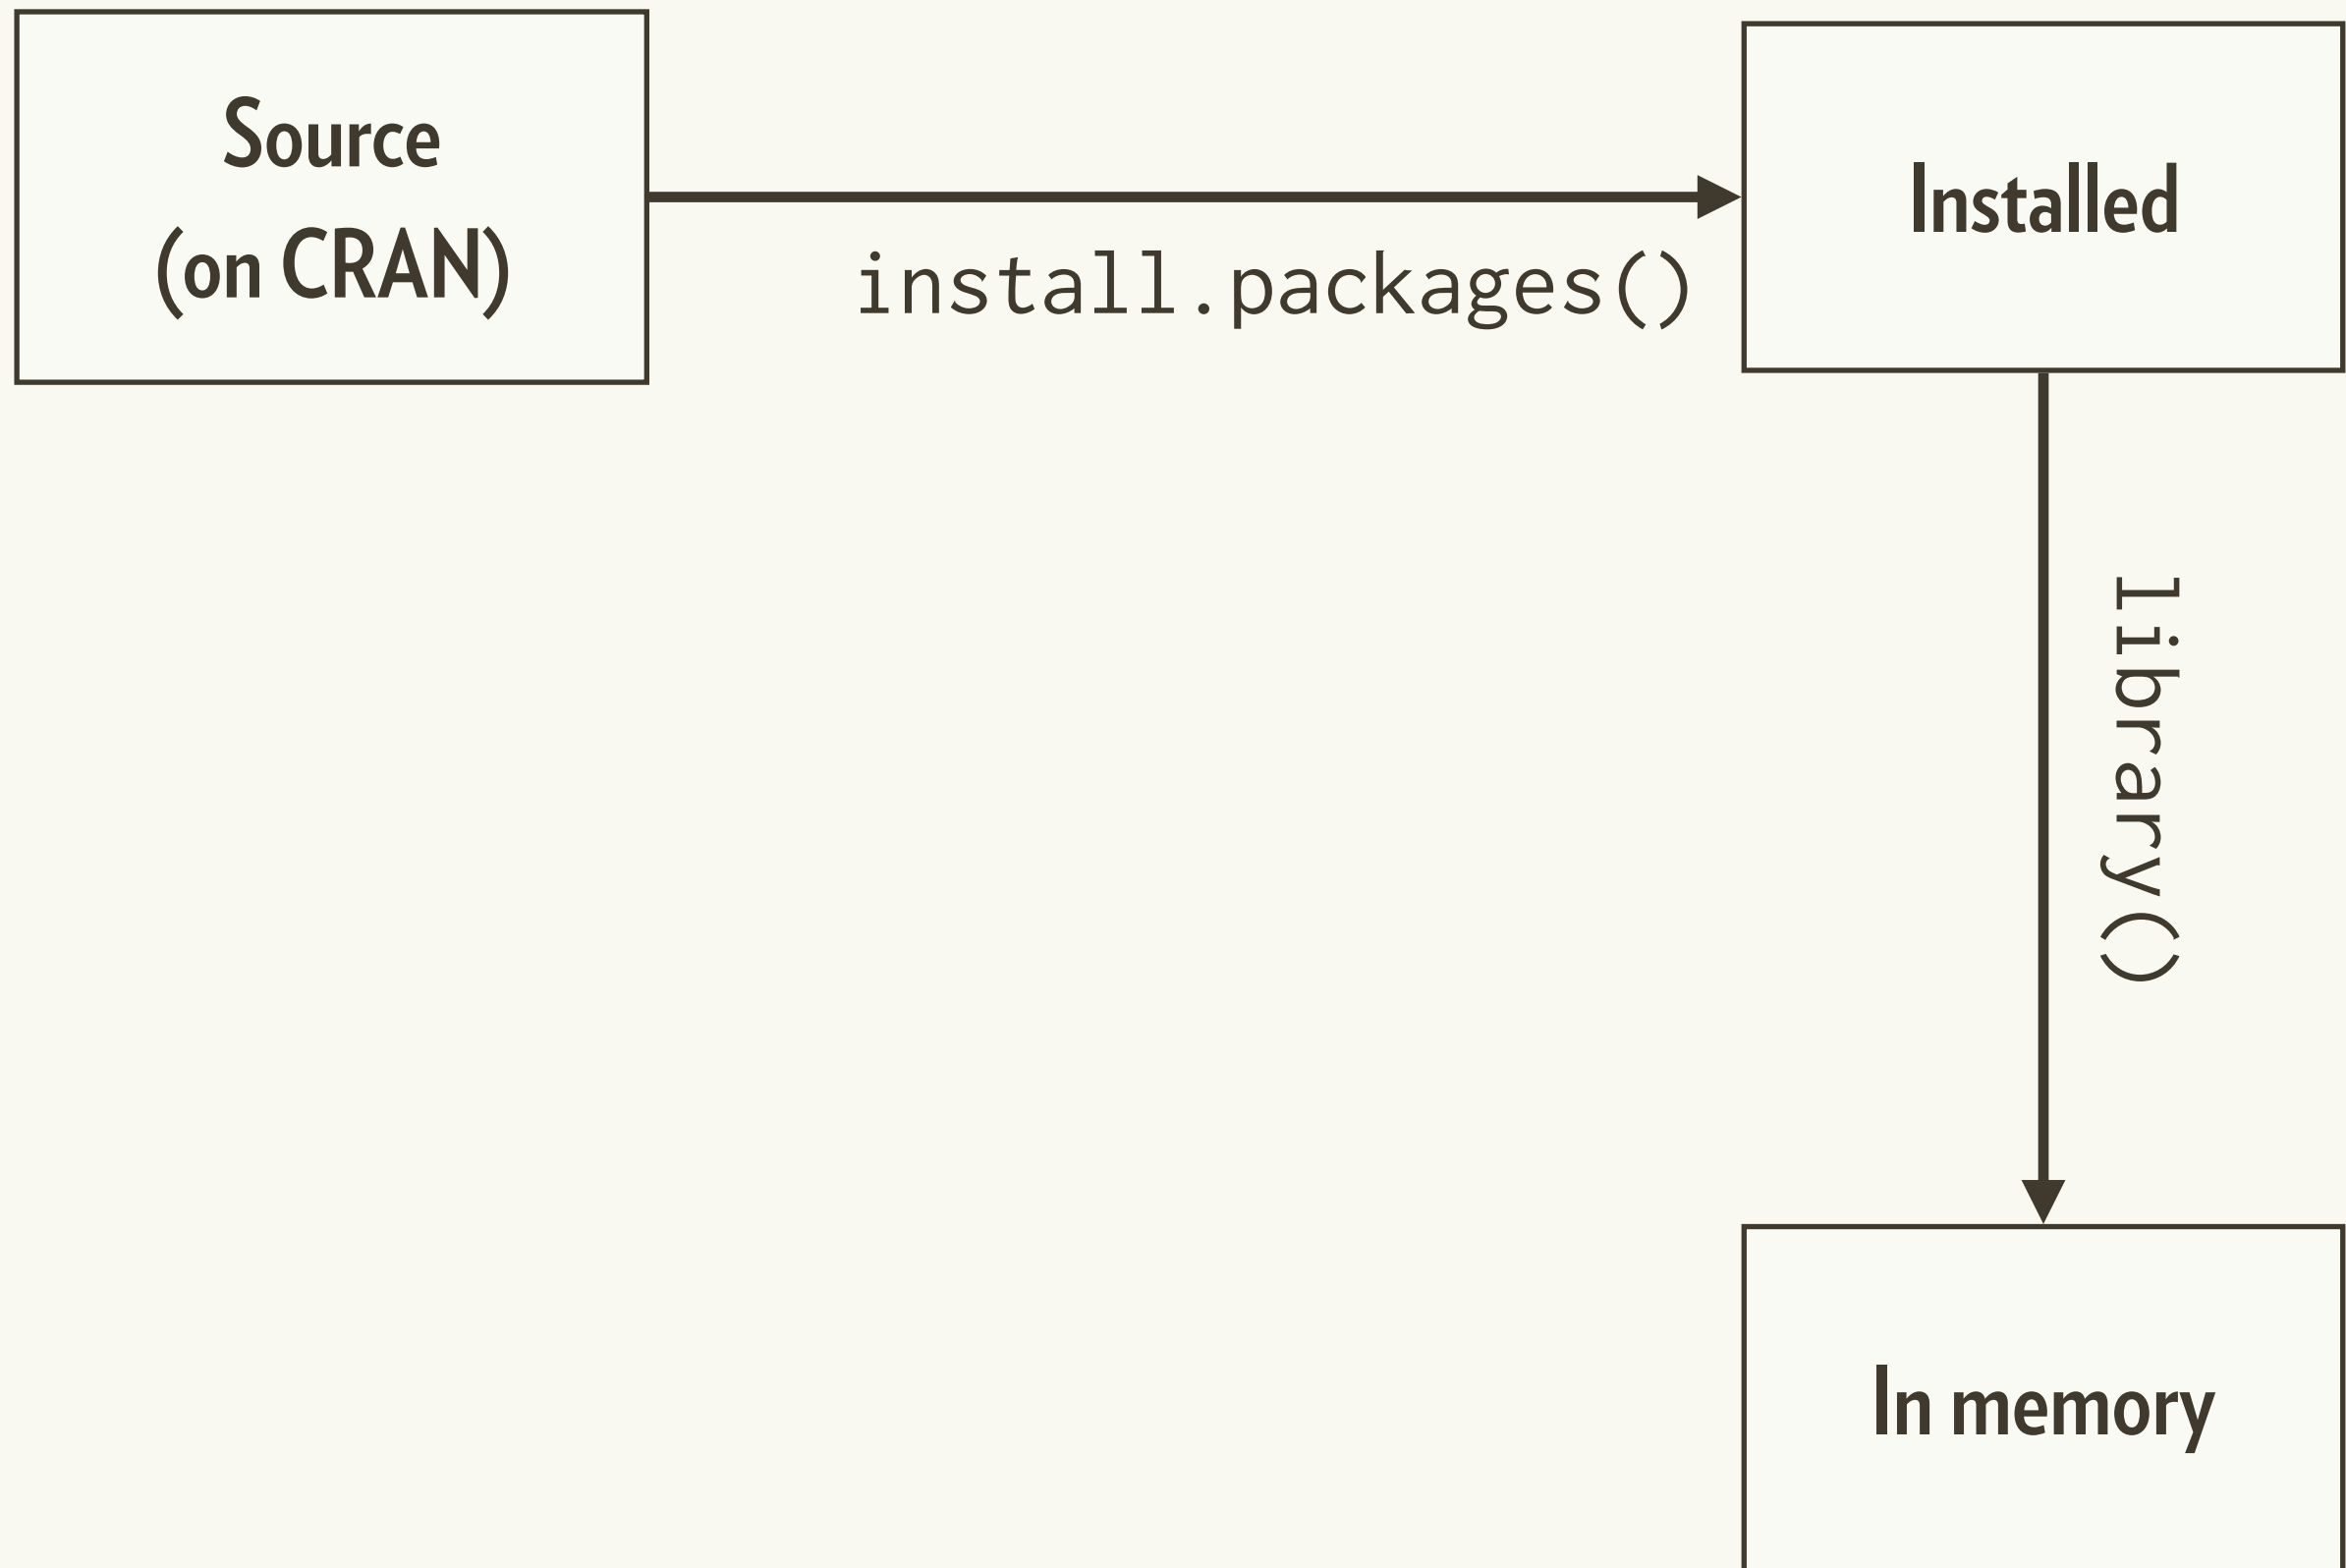 Source
(on CRAN)
install.packages()
Installed
library()
In memory